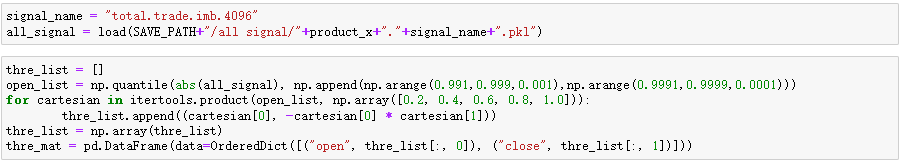 signal_name = "total.trade.imb.4096"
all_signal = load(SAVE_PATH+"/all signal/"+product_x+"."+signal_name+".pkl")
thre_list = []
open_list = np.quantile(abs(all_signal), np.append(np.arange(0.991,0.999,0.001),np.arange(0.9991,0.9999,0.0001)))
for cartesian in itertools.product(open_list, np.array([0.2, 0.4, 0.6, 0.8, 1.0])):
        thre_list.append((cartesian[0], -cartesian[0] * cartesian[1]))
thre_list = np.array(thre_list)
thre_mat = pd.DataFrame(data=OrderedDict([("open", thre_list[:, 0]), ("close", thre_list[:, 1])]))